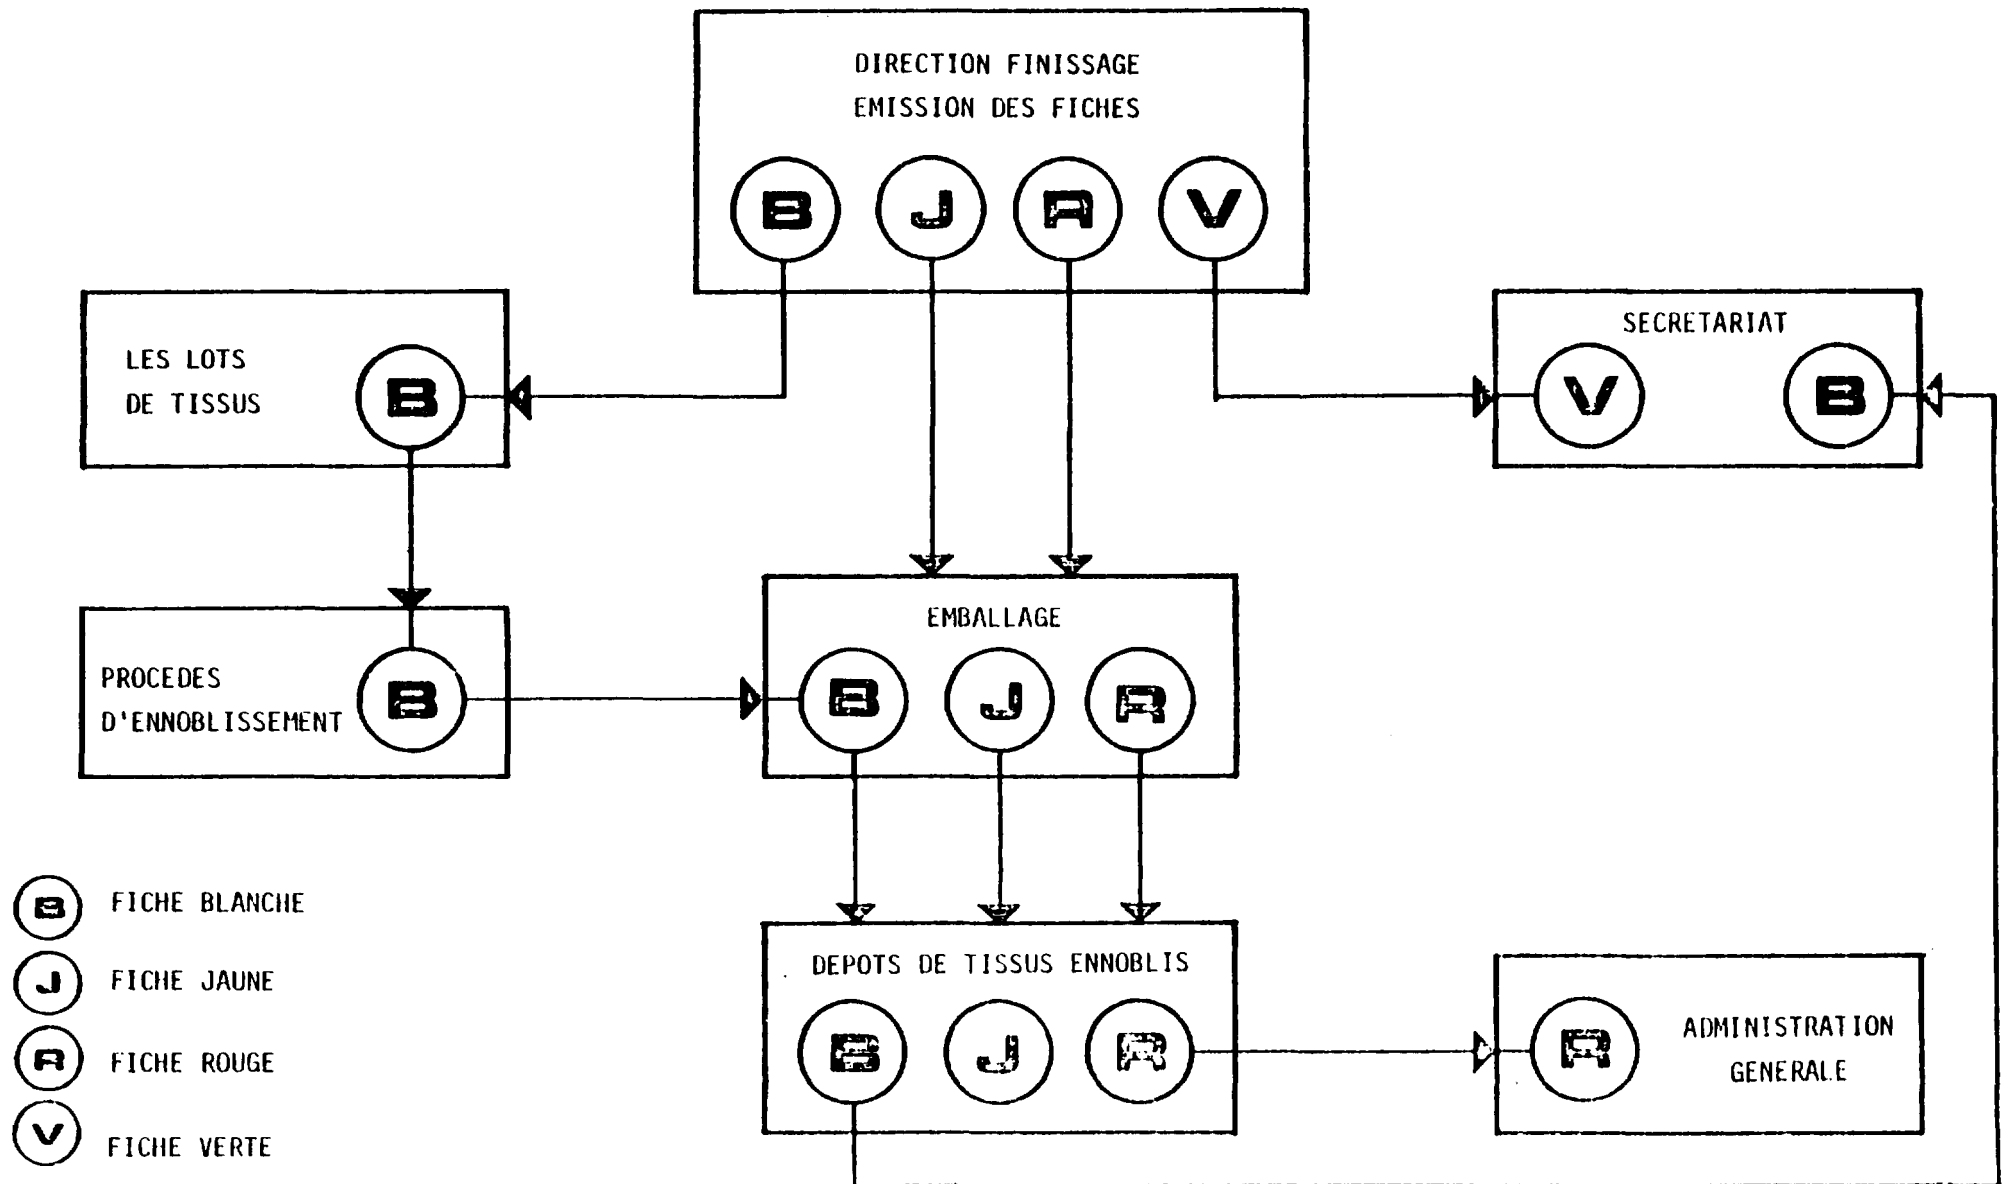 DIRECTION FINISSAGE
EMISSION DES FICHES
B J R V
LES LOTS
DE TISSUS
B
SECRETARIAT
V B
EMBALLAGE
B J R
PROCEDES
D'ENNOBLISSEMENT
B
DEPOTS DE TISSUS ENNOBLIS
B J R
R
ADMINISTRATION
GENERALE
B FICHE BLANCHE
J FICHE JAUNE
R FICHE ROUGE
V FICHE VERTE